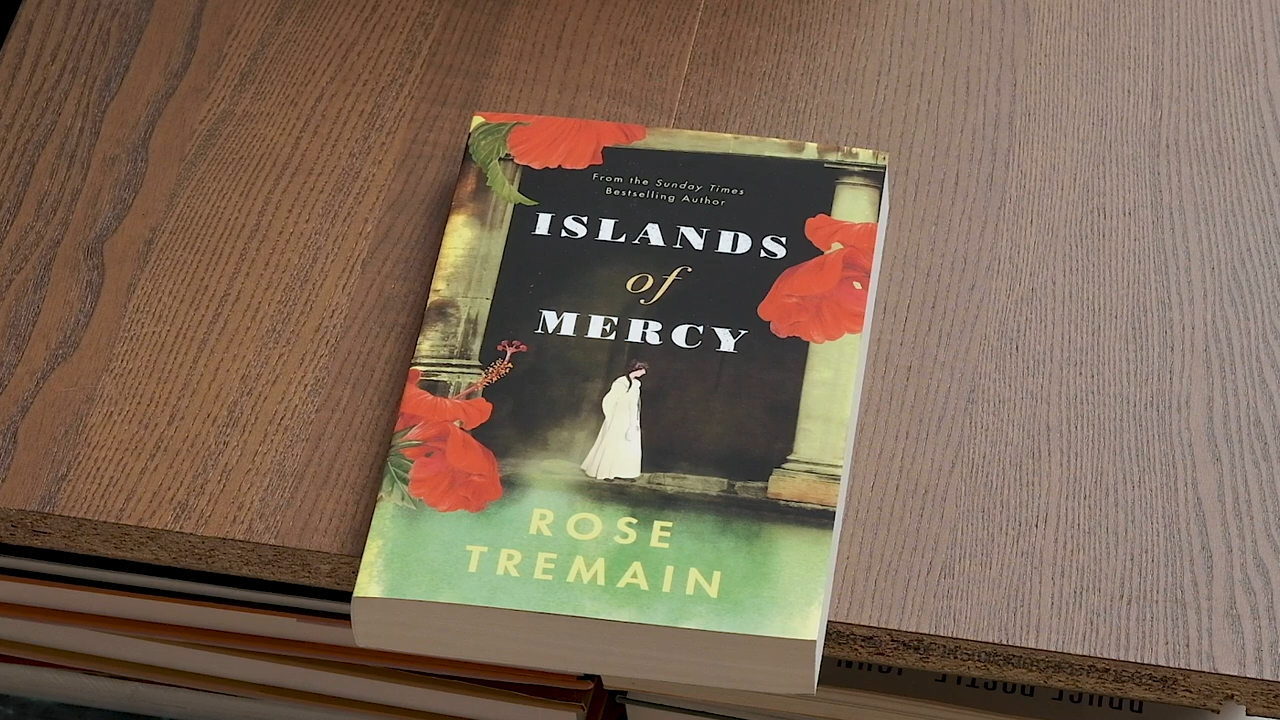 From the Sunday Times
Bestselling Author
ISLANDS
of
MERCY
ROSE
TREMAIN